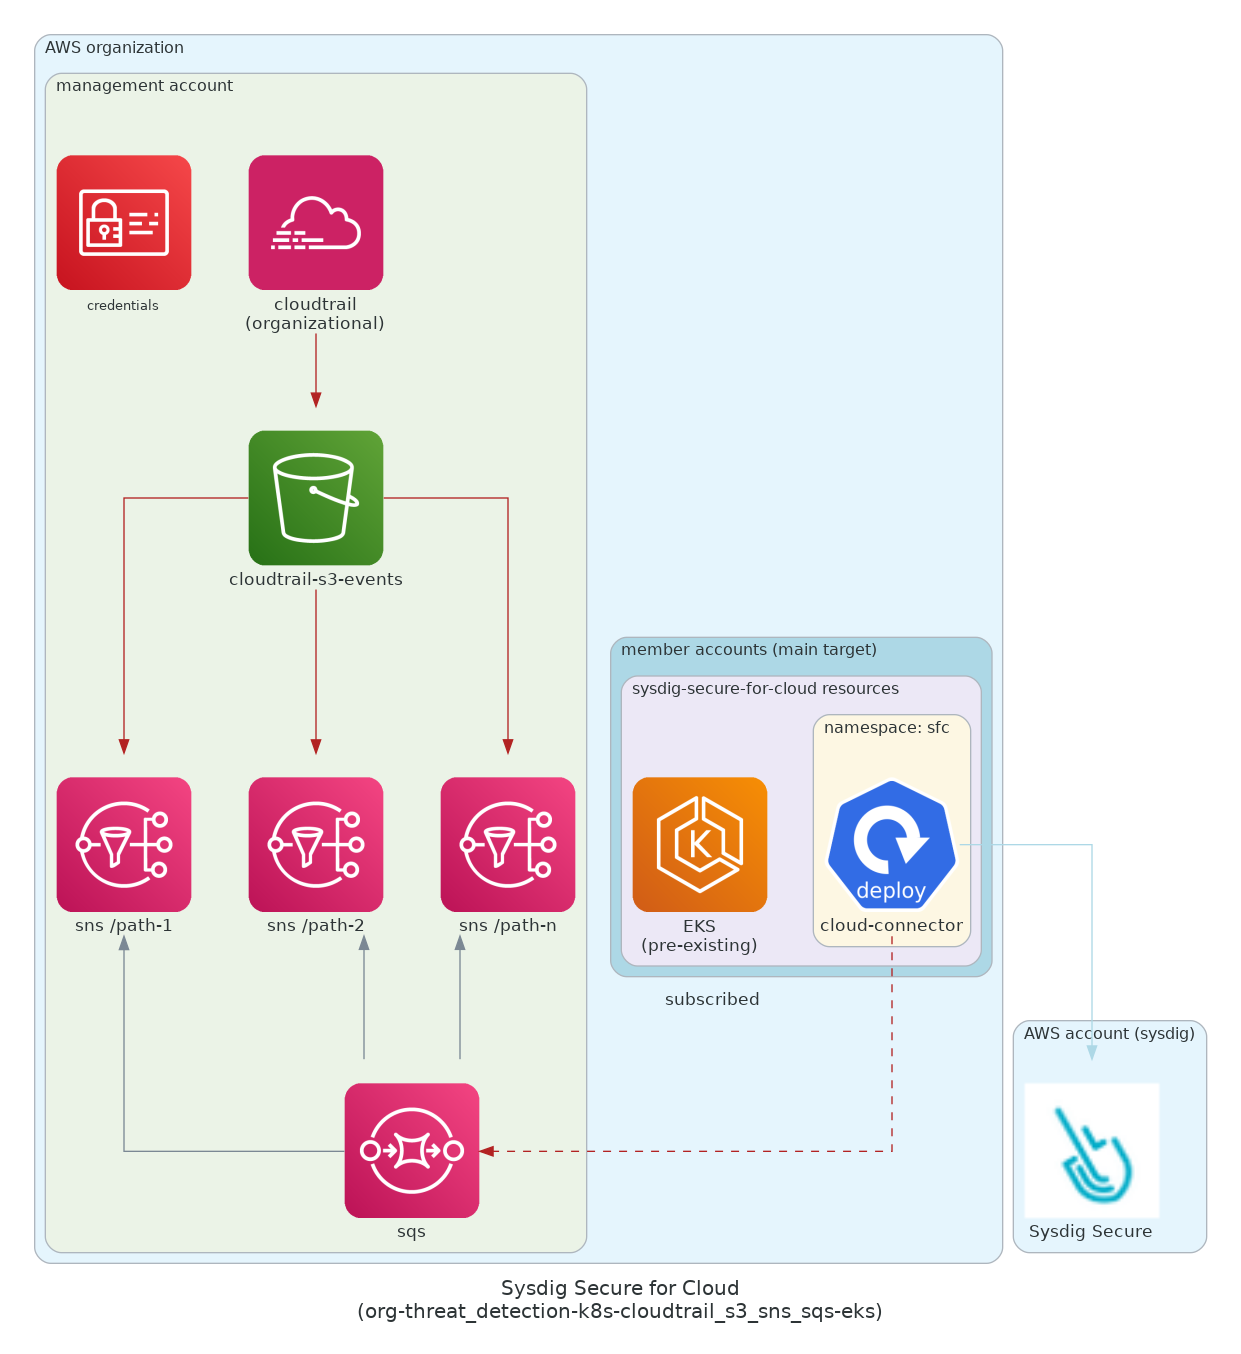 AWS organization
management account
credentials
cloudtrail
(organizational)
cloudtrail-s3-events
member accounts (main target)
sysdig-secure-for-cloud resources
namespace: sfc
K
deploy
sns /path-1
sns /path-2
sns /path-n
EKS
(pre-existing)
cloud-connector
subscribed
AWS account (sysdig)
sqs
Sysdig Secure
Sysdig Secure for Cloud
(org-threat_detection-k8s-cloudtrail_s3_sns_sqs-eks)